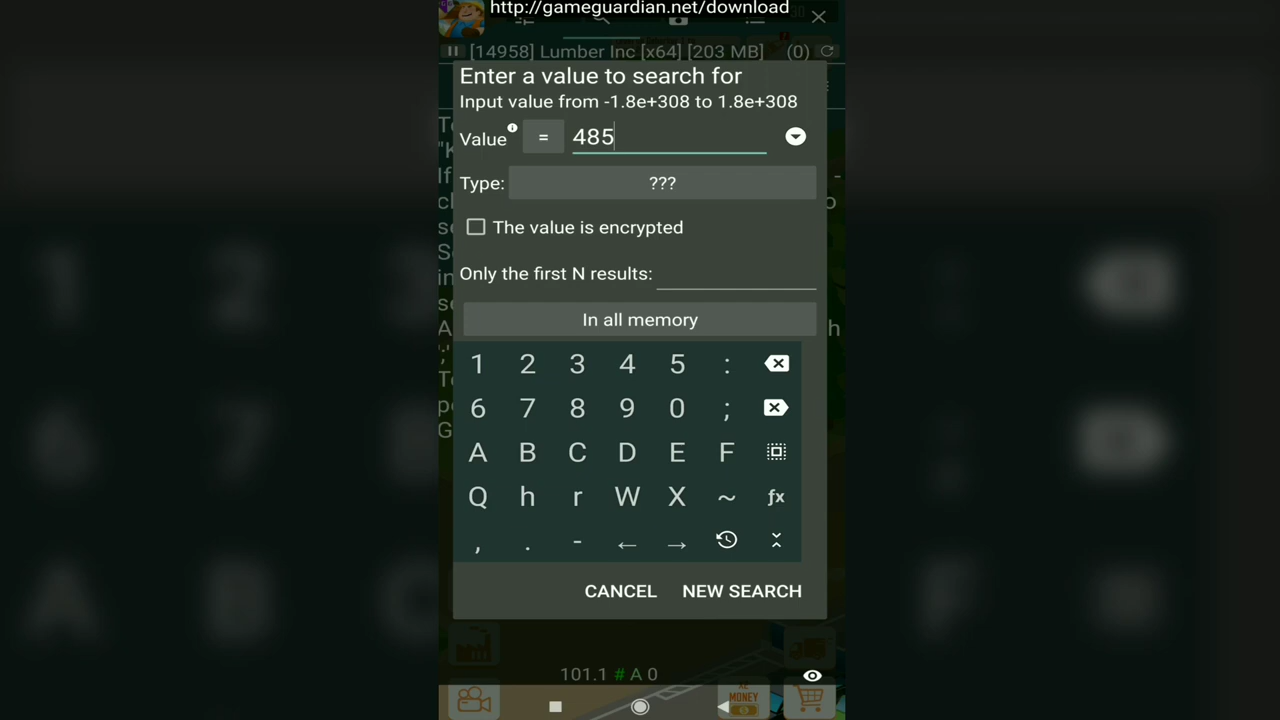 http://gameguardian.net/download
[14958] Lumber Inc [x64] [203 MB] (0)
Enter a value to search for
Input value from -1.8e+308 to 1.8e+308
Value = 485
Type: ???
The value is encrypted
Only the first N results:
In all memory
1 2 3 4 5 :
6 7 8 9 0 ;
A B C D E F
Q h r W X ~ ƒx
, . - ← →
CANCEL NEW SEARCH
101.1 # A 0
MONEY